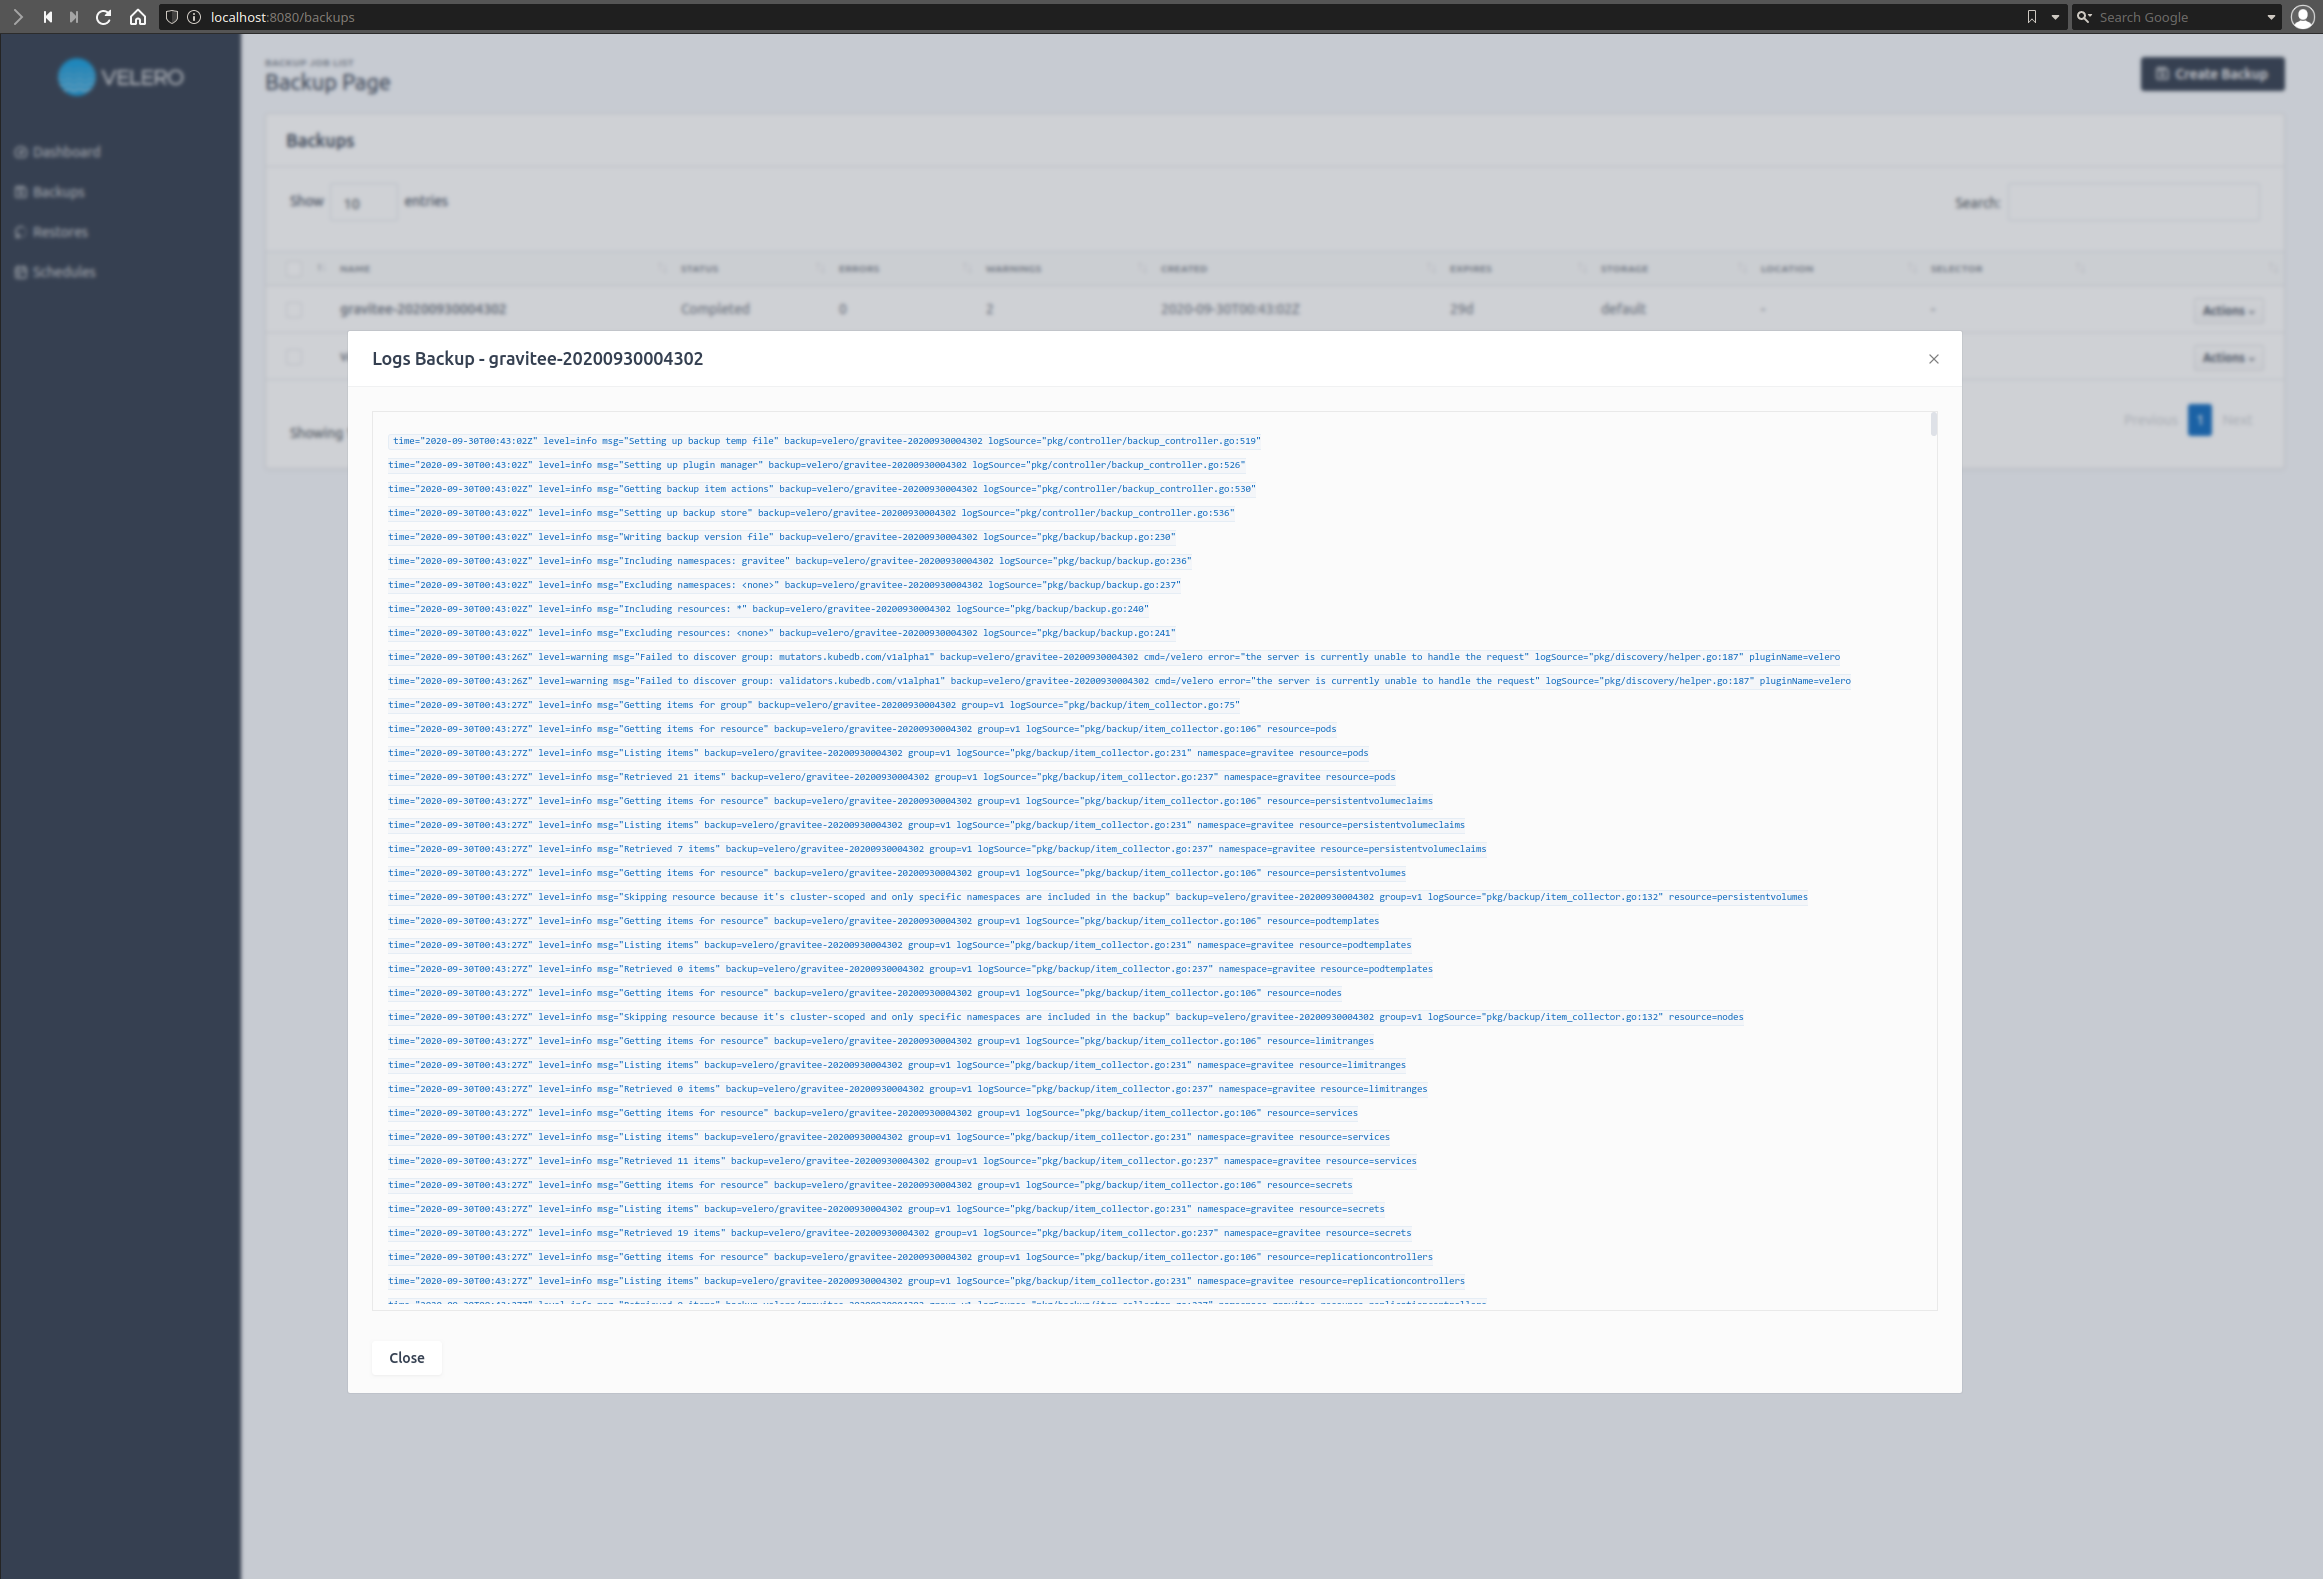 localhost:8080/backups
Search Google
VELERO
BACKUP JOB LIST
Backup Page
Create Backup
Dashboard
Backups
Restores
Schedules
Backups
Show 10 entries
Search:
NAME STATUS ERRORS WARNINGS CREATED EXPIRES STORAGE LOCATION SELECTOR
gravitee-20200930004302 Completed 0 2 2020-09-30T00:43:02Z 29d default - - Actions
Actions
Showing
Previous 1 Next
Logs Backup - gravitee-20200930004302
time="2020-09-30T00:43:02Z" level=info msg="Setting up backup temp file" backup=velero/gravitee-20200930004302 logSource="pkg/controller/backup_controller.go:519"
time="2020-09-30T00:43:02Z" level=info msg="Setting up plugin manager" backup=velero/gravitee-20200930004302 logSource="pkg/controller/backup_controller.go:526"
time="2020-09-30T00:43:02Z" level=info msg="Getting backup item actions" backup=velero/gravitee-20200930004302 logSource="pkg/controller/backup_controller.go:530"
time="2020-09-30T00:43:02Z" level=info msg="Setting up backup store" backup=velero/gravitee-20200930004302 logSource="pkg/controller/backup_controller.go:536"
time="2020-09-30T00:43:02Z" level=info msg="Writing backup version file" backup=velero/gravitee-20200930004302 logSource="pkg/backup/backup.go:230"
time="2020-09-30T00:43:02Z" level=info msg="Including namespaces: gravitee" backup=velero/gravitee-20200930004302 logSource="pkg/backup/backup.go:236"
time="2020-09-30T00:43:02Z" level=info msg="Excluding namespaces: <none>" backup=velero/gravitee-20200930004302 logSource="pkg/backup/backup.go:237"
time="2020-09-30T00:43:02Z" level=info msg="Including resources: *" backup=velero/gravitee-20200930004302 logSource="pkg/backup/backup.go:240"
time="2020-09-30T00:43:02Z" level=info msg="Excluding resources: <none>" backup=velero/gravitee-20200930004302 logSource="pkg/backup/backup.go:241"
time="2020-09-30T00:43:26Z" level=warning msg="Failed to discover group: mutators.kubedb.com/v1alpha1" backup=velero/gravitee-20200930004302 cmd=/velero error="the server is currently unable to handle the request" logSource="pkg/discovery/helper.go:187" pluginName=velero
time="2020-09-30T00:43:26Z" level=warning msg="Failed to discover group: validators.kubedb.com/v1alpha1" backup=velero/gravitee-20200930004302 cmd=/velero error="the server is currently unable to handle the request" logSource="pkg/discovery/helper.go:187" pluginName=velero
time="2020-09-30T00:43:27Z" level=info msg="Getting items for group" backup=velero/gravitee-20200930004302 group=v1 logSource="pkg/backup/item_collector.go:75"
time="2020-09-30T00:43:27Z" level=info msg="Getting items for resource" backup=velero/gravitee-20200930004302 group=v1 logSource="pkg/backup/item_collector.go:106" resource=pods
time="2020-09-30T00:43:27Z" level=info msg="Listing items" backup=velero/gravitee-20200930004302 group=v1 logSource="pkg/backup/item_collector.go:231" namespace=gravitee resource=pods
time="2020-09-30T00:43:27Z" level=info msg="Retrieved 21 items" backup=velero/gravitee-20200930004302 group=v1 logSource="pkg/backup/item_collector.go:237" namespace=gravitee resource=pods
time="2020-09-30T00:43:27Z" level=info msg="Getting items for resource" backup=velero/gravitee-20200930004302 group=v1 logSource="pkg/backup/item_collector.go:106" resource=persistentvolumeclaims
time="2020-09-30T00:43:27Z" level=info msg="Listing items" backup=velero/gravitee-20200930004302 group=v1 logSource="pkg/backup/item_collector.go:231" namespace=gravitee resource=persistentvolumeclaims
time="2020-09-30T00:43:27Z" level=info msg="Retrieved 7 items" backup=velero/gravitee-20200930004302 group=v1 logSource="pkg/backup/item_collector.go:237" namespace=gravitee resource=persistentvolumeclaims
time="2020-09-30T00:43:27Z" level=info msg="Getting items for resource" backup=velero/gravitee-20200930004302 group=v1 logSource="pkg/backup/item_collector.go:106" resource=persistentvolumes
time="2020-09-30T00:43:27Z" level=info msg="Skipping resource because it's cluster-scoped and only specific namespaces are included in the backup" backup=velero/gravitee-20200930004302 group=v1 logSource="pkg/backup/item_collector.go:132" resource=persistentvolumes
time="2020-09-30T00:43:27Z" level=info msg="Getting items for resource" backup=velero/gravitee-20200930004302 group=v1 logSource="pkg/backup/item_collector.go:106" resource=podtemplates
time="2020-09-30T00:43:27Z" level=info msg="Listing items" backup=velero/gravitee-20200930004302 group=v1 logSource="pkg/backup/item_collector.go:231" namespace=gravitee resource=podtemplates
time="2020-09-30T00:43:27Z" level=info msg="Retrieved 0 items" backup=velero/gravitee-20200930004302 group=v1 logSource="pkg/backup/item_collector.go:237" namespace=gravitee resource=podtemplates
time="2020-09-30T00:43:27Z" level=info msg="Getting items for resource" backup=velero/gravitee-20200930004302 group=v1 logSource="pkg/backup/item_collector.go:106" resource=nodes
time="2020-09-30T00:43:27Z" level=info msg="Skipping resource because it's cluster-scoped and only specific namespaces are included in the backup" backup=velero/gravitee-20200930004302 group=v1 logSource="pkg/backup/item_collector.go:132" resource=nodes
time="2020-09-30T00:43:27Z" level=info msg="Getting items for resource" backup=velero/gravitee-20200930004302 group=v1 logSource="pkg/backup/item_collector.go:106" resource=limitranges
time="2020-09-30T00:43:27Z" level=info msg="Listing items" backup=velero/gravitee-20200930004302 group=v1 logSource="pkg/backup/item_collector.go:231" namespace=gravitee resource=limitranges
time="2020-09-30T00:43:27Z" level=info msg="Retrieved 0 items" backup=velero/gravitee-20200930004302 group=v1 logSource="pkg/backup/item_collector.go:237" namespace=gravitee resource=limitranges
time="2020-09-30T00:43:27Z" level=info msg="Getting items for resource" backup=velero/gravitee-20200930004302 group=v1 logSource="pkg/backup/item_collector.go:106" resource=services
time="2020-09-30T00:43:27Z" level=info msg="Listing items" backup=velero/gravitee-20200930004302 group=v1 logSource="pkg/backup/item_collector.go:231" namespace=gravitee resource=services
time="2020-09-30T00:43:27Z" level=info msg="Retrieved 11 items" backup=velero/gravitee-20200930004302 group=v1 logSource="pkg/backup/item_collector.go:237" namespace=gravitee resource=services
time="2020-09-30T00:43:27Z" level=info msg="Getting items for resource" backup=velero/gravitee-20200930004302 group=v1 logSource="pkg/backup/item_collector.go:106" resource=secrets
time="2020-09-30T00:43:27Z" level=info msg="Listing items" backup=velero/gravitee-20200930004302 group=v1 logSource="pkg/backup/item_collector.go:231" namespace=gravitee resource=secrets
time="2020-09-30T00:43:27Z" level=info msg="Retrieved 19 items" backup=velero/gravitee-20200930004302 group=v1 logSource="pkg/backup/item_collector.go:237" namespace=gravitee resource=secrets
time="2020-09-30T00:43:27Z" level=info msg="Getting items for resource" backup=velero/gravitee-20200930004302 group=v1 logSource="pkg/backup/item_collector.go:106" resource=replicationcontrollers
time="2020-09-30T00:43:27Z" level=info msg="Listing items" backup=velero/gravitee-20200930004302 group=v1 logSource="pkg/backup/item_collector.go:231" namespace=gravitee resource=replicationcontrollers
Close